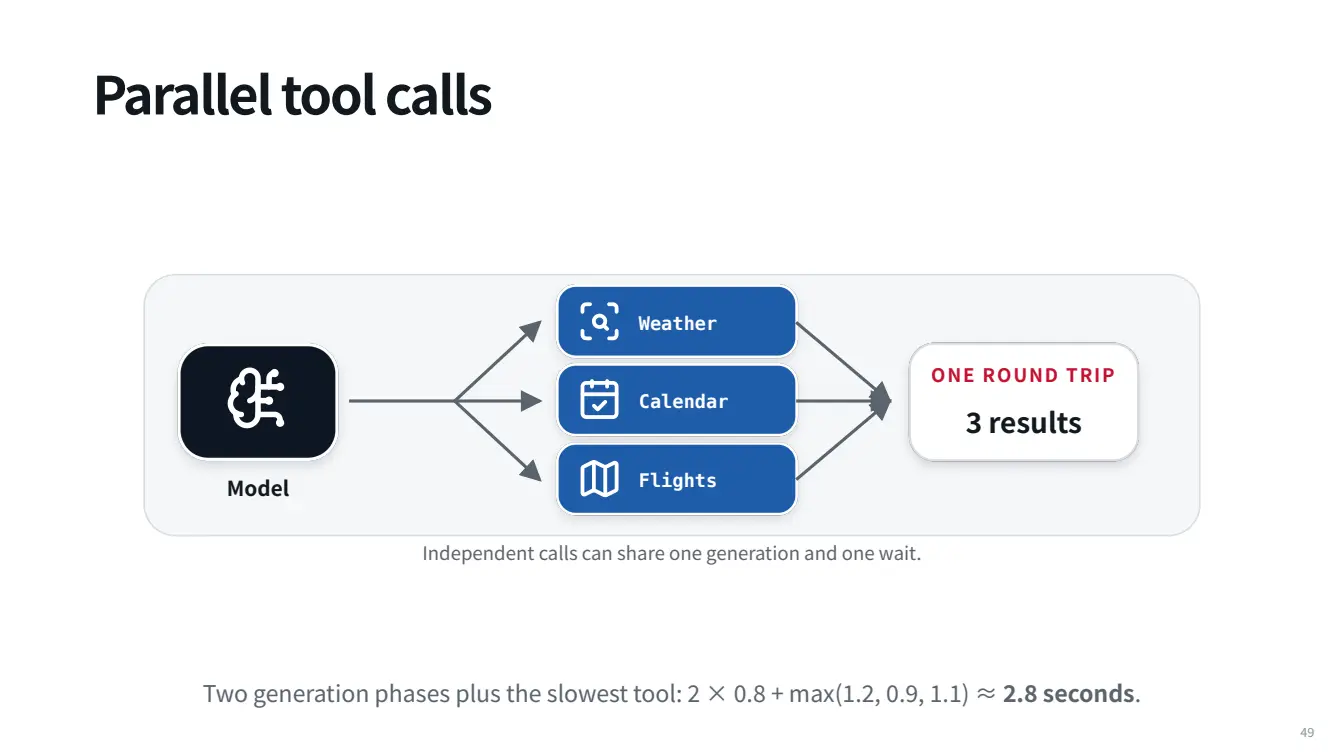 Parallel tool calls
Weather
Calendar
Flights
Model
ONE ROUND TRIP
3 results
Independent calls can share one generation and one wait.
Two generation phases plus the slowest tool: 2 × 0.8 + max(1.2, 0.9, 1.1) ≈ 2.8 seconds.
49